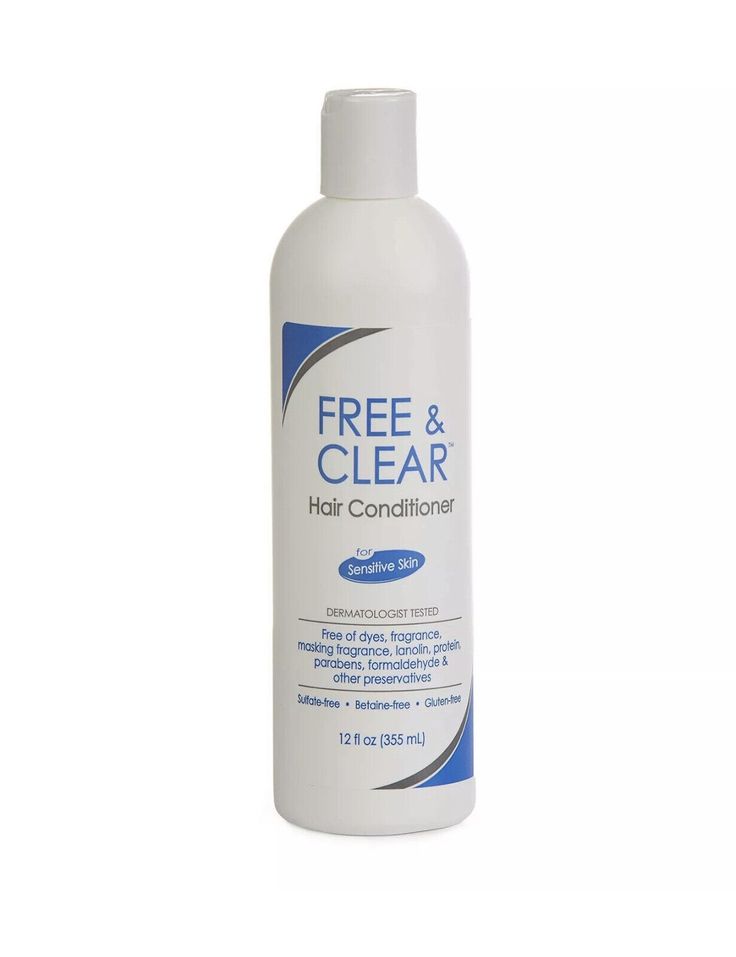 FREE &
CLEAR™
Hair Conditioner
for
Sensitive Skin
DERMATOLOGIST TESTED
Free of dyes, fragrance,
masking fragrance, lanolin, protein,
parabens, formaldehyde &
other preservatives
Sulfate-free • Betaine-free • Gluten-free
12 fl oz (355 mL)